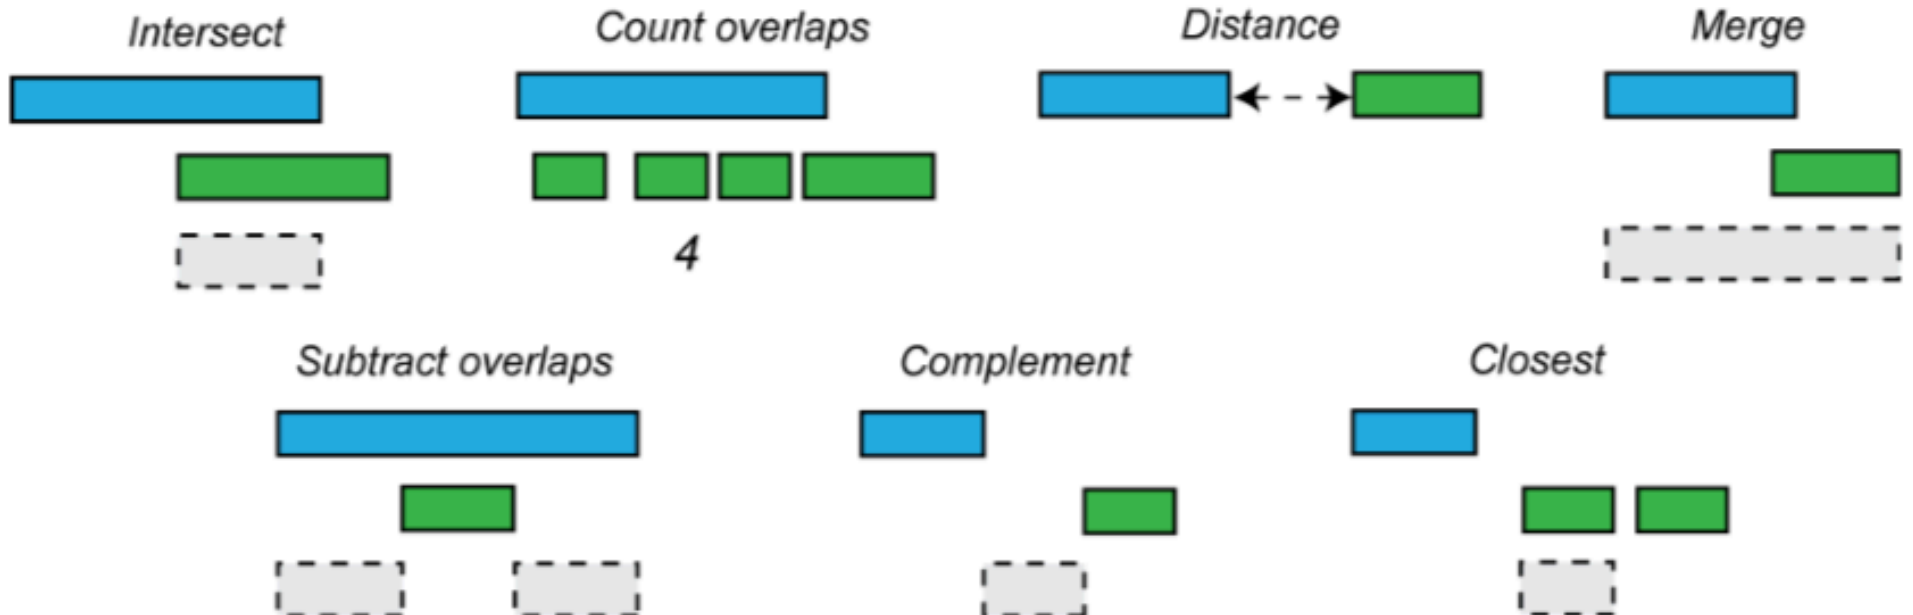 Intersect
Count overlaps
Distance
Merge
4
Subtract overlaps
Complement
Closest